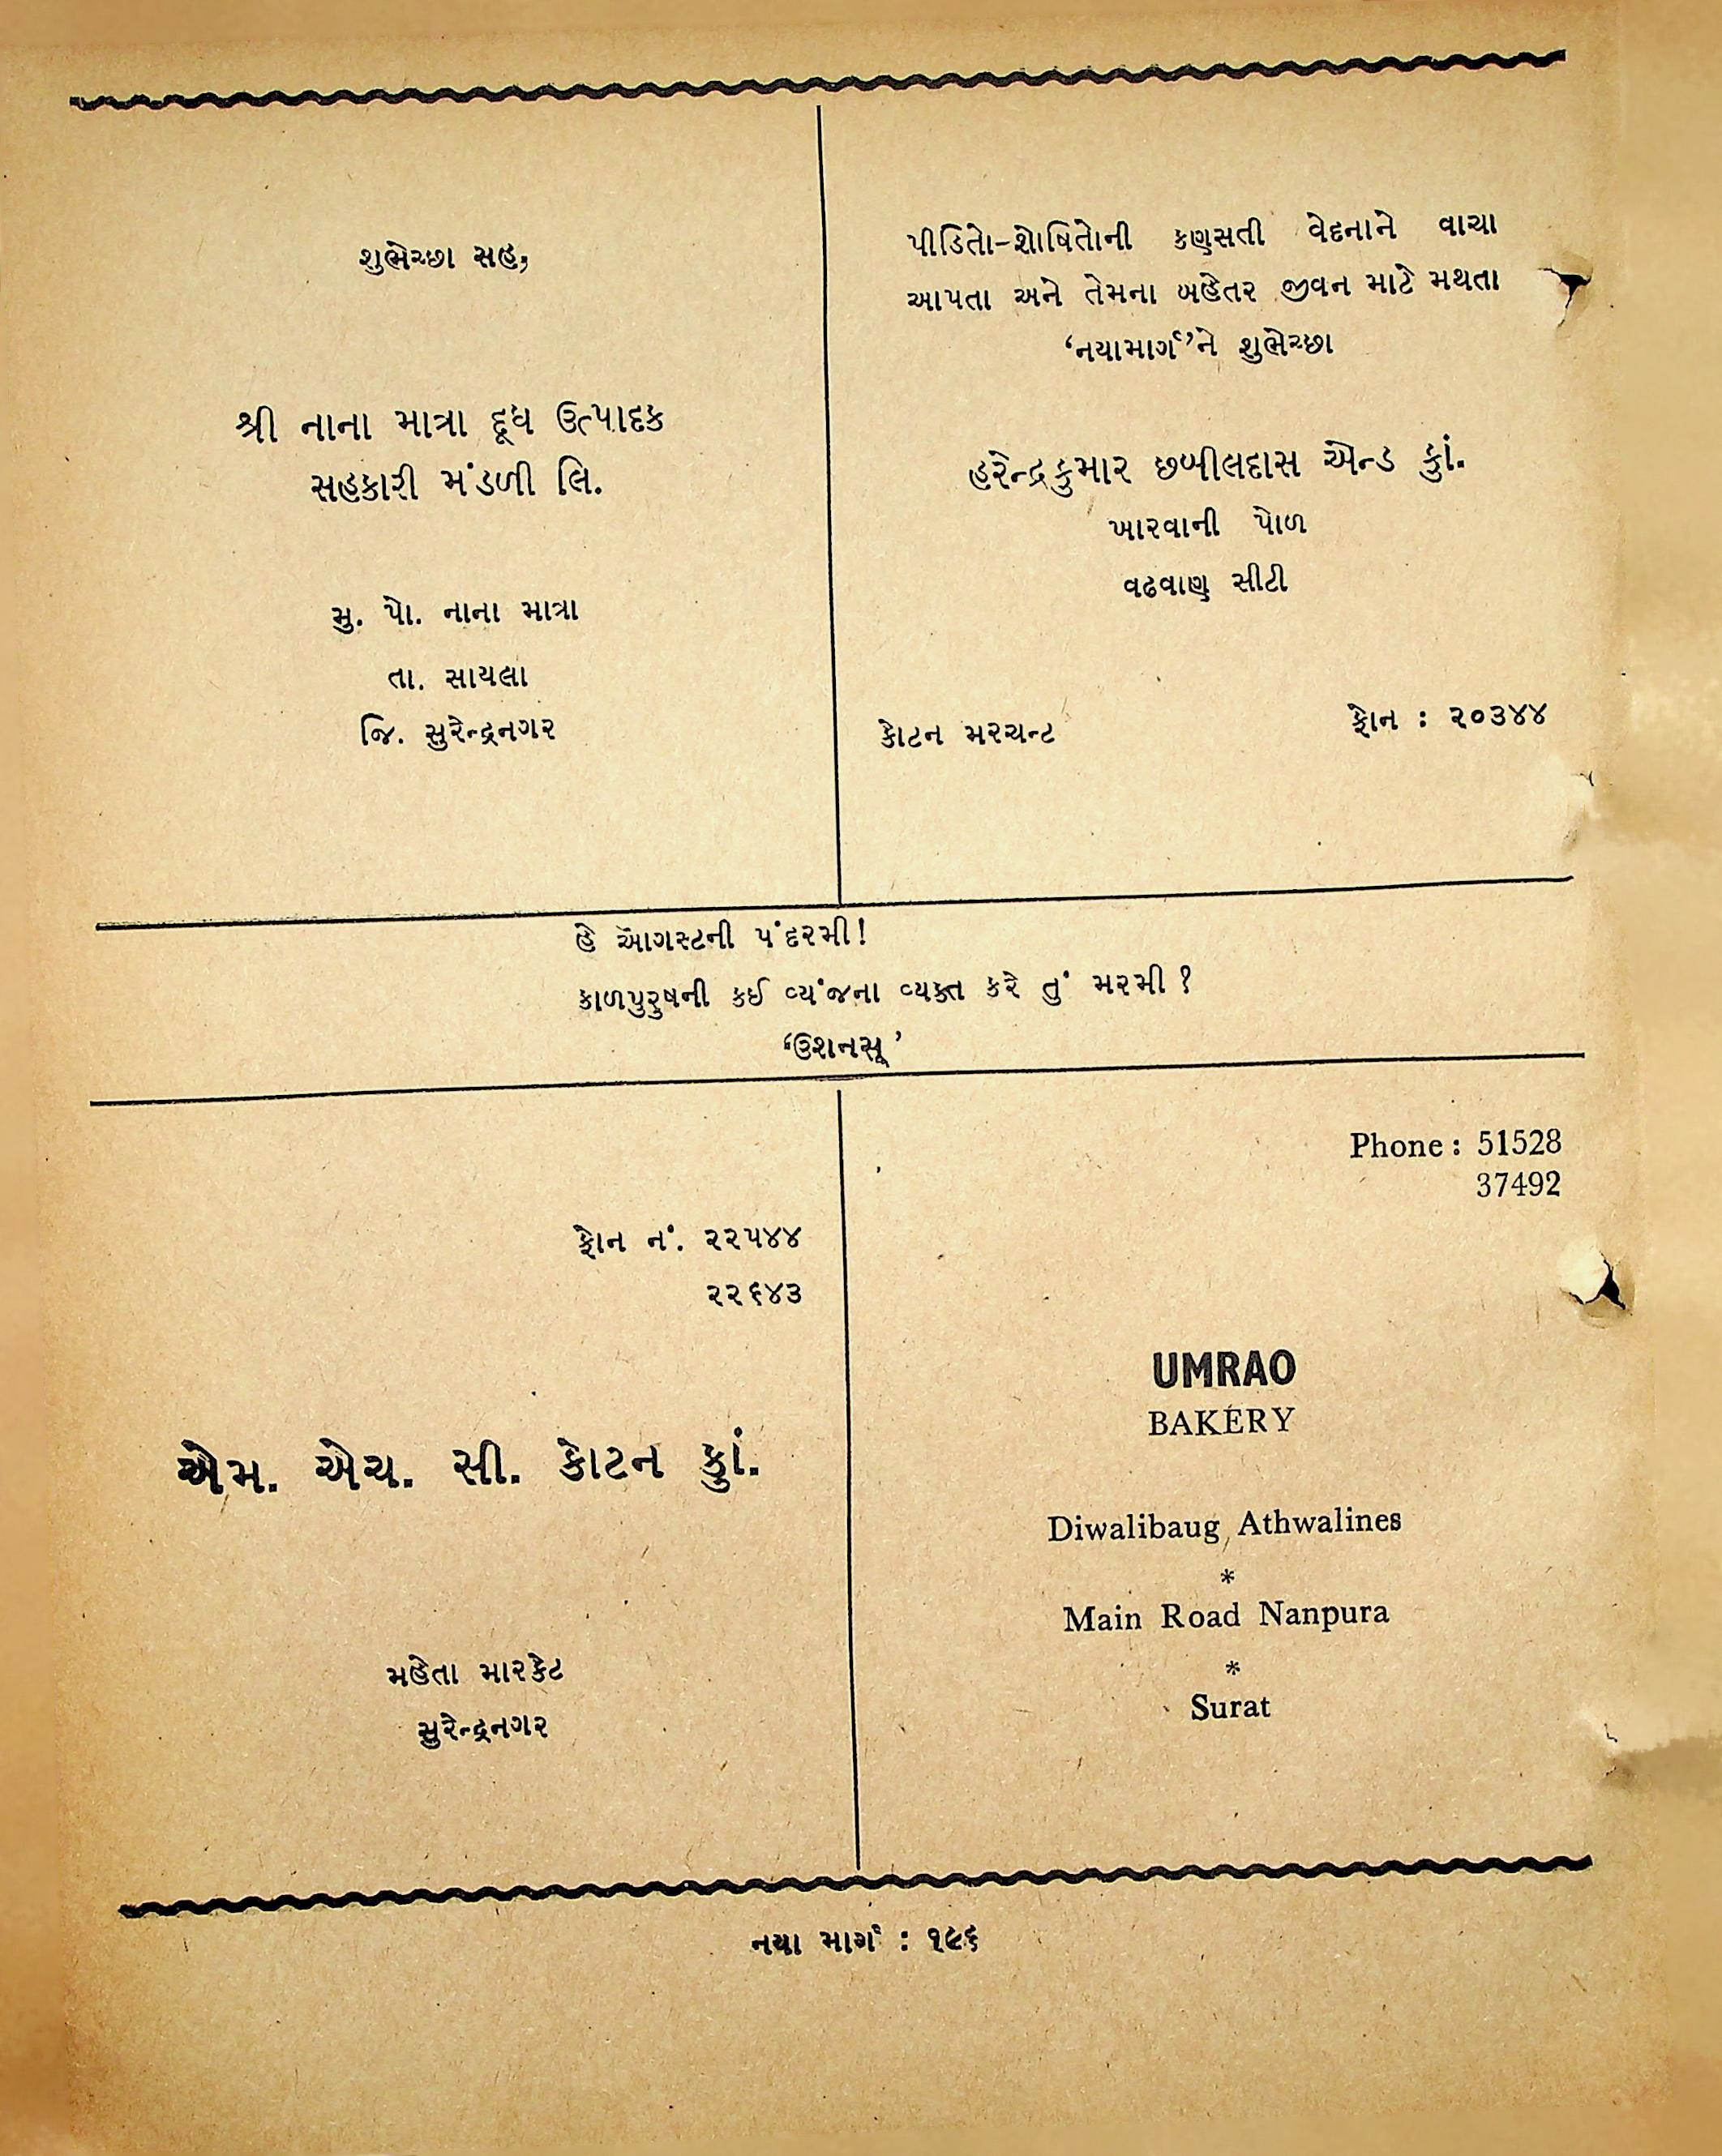 શુભેચ્છા સહ,
શ્રી નાના માત્રા દૂધ ઉત્પાદક
સહકારી મંડળી લિ.
મુ. પો. નાના માત્રા
તા. સાયલા
જિ. સુરેન્દ્રનગર
પીડિતો-શોષિતોની કણસતી વેદનાને વાચા
આપતા અને તેમના બહેતર જીવન માટે મથતા
‘નયામાર્ગ’ને શુભેચ્છા
હરેન્દ્રકુમાર છબીલદાસ એન્ડ કું.
ખારવાની પોળ
વઢવાણ સીટી
કોટન મરચન્ટ ફોન : ૨૦૩૪૪
હે ઑગસ્ટની પંદરમી!
કાળપુરુષની કઈ વ્યંજના વ્યક્ત કરે તું મરમી ?
‘ઉશનસ્’
ફોન નં. ૨૨૫૪૪
૨૨૬૪૩
એમ. એચ. સી. કોટન કું.
મહેતા મારકેટ
સુરેન્દ્રનગર
Phone : 51528
37492
UMRAO
BAKERY
Diwalibaug Athwalines
*
Main Road Nanpura
*
Surat
નયા માર્ગ : ૧૯૬